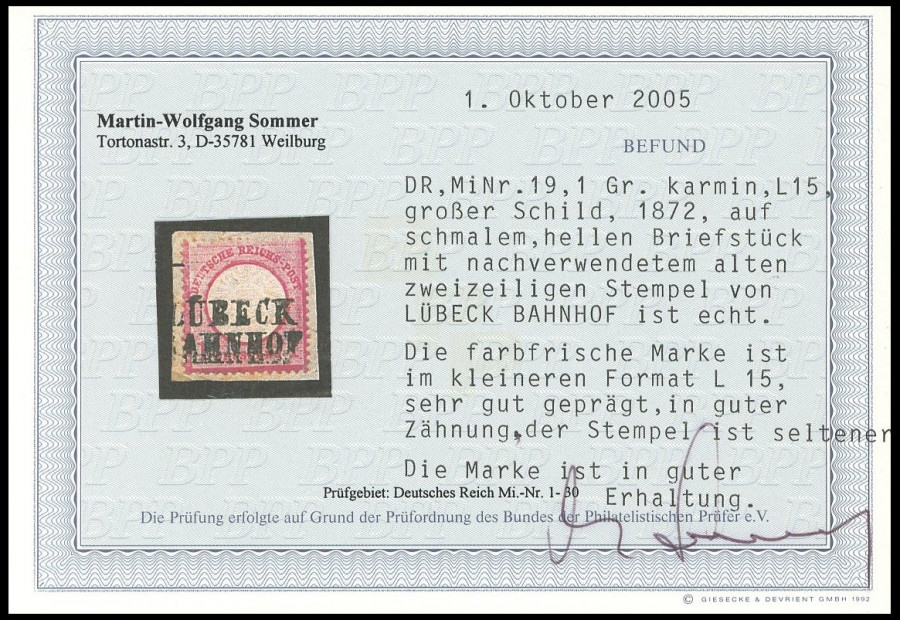 1. Oktober 2005
Martin-Wolfgang Sommer
Tortonastr. 3, D-35781 Weilburg
BEFUND
DR,MiNr.19,1 Gr. karmin,L15,
großer Schild, 1872, auf
schmalem,hellen Briefstück
mit nachverwendetem alten
zweizeiligen Stempel von
LÜBECK BAHNHOF ist echt.
DEUTSCHE REICHS-POST
LÜBECK
AHNHOF
Die farbfrische Marke ist
im kleineren Format L 15,
sehr gut geprägt,in guter
Zähnung,der Stempel ist seltener
Die Marke ist in guter
Erhaltung.
Prüfgebiet: Deutsches Reich Mi.-Nr. 1- 30
Die Prüfung erfolgte auf Grund der Prüfordnung des Bundes der Philatelistischen Prüfer e.V.
© GIESECKE & DEVRIENT GMBH 1992